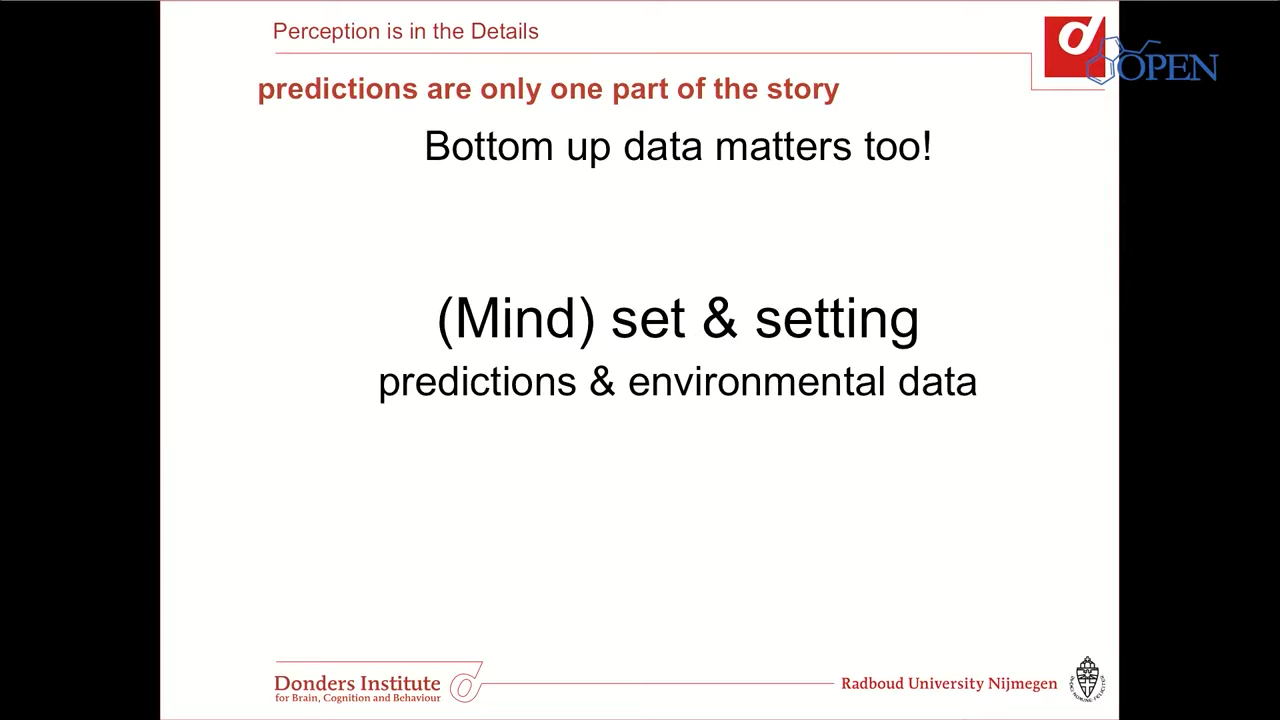 Perception is in the Details
OPEN
predictions are only one part of the story
Bottom up data matters too!
(Mind) set & setting
predictions & environmental data
Donders Institute
for Brain, Cognition and Behaviour
Radboud University Nijmegen